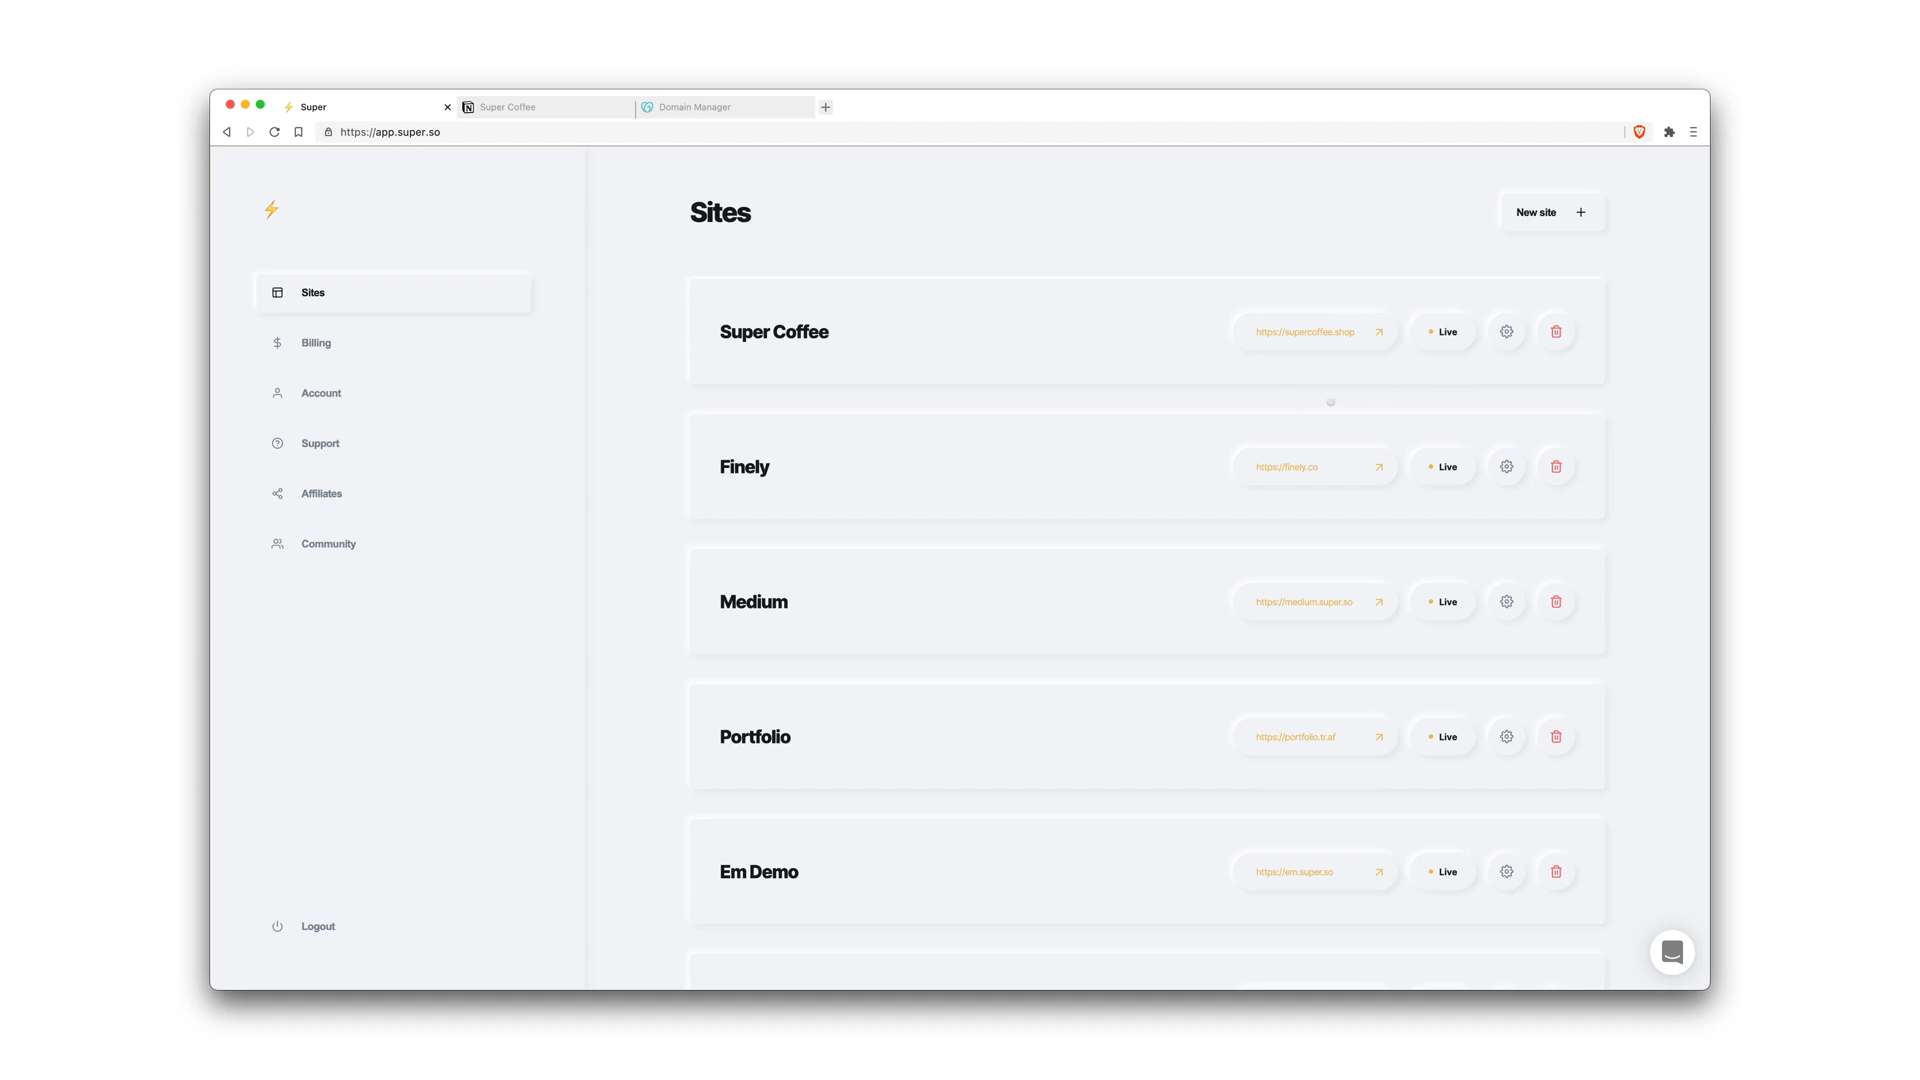 Super
Super Coffee
Domain Manager
https://app.super.so
Sites
New site
Sites
Billing
Account
Support
Affiliates
Community
Logout
Super Coffee
https://supercoffee.shop
Live
Finely
https://finely.co
Live
Medium
https://medium.super.so
Live
Portfolio
https://portfolio.tr.af
Live
Em Demo
https://em.super.so
Live